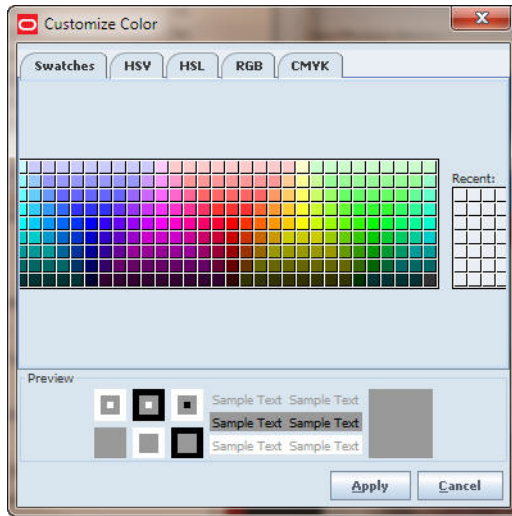 Customize Color
Swatches HSV HSL RGB CMYK
Recent:
Preview
Sample Text Sample Text
Sample Text Sample Text
Sample Text Sample Text
Apply Cancel